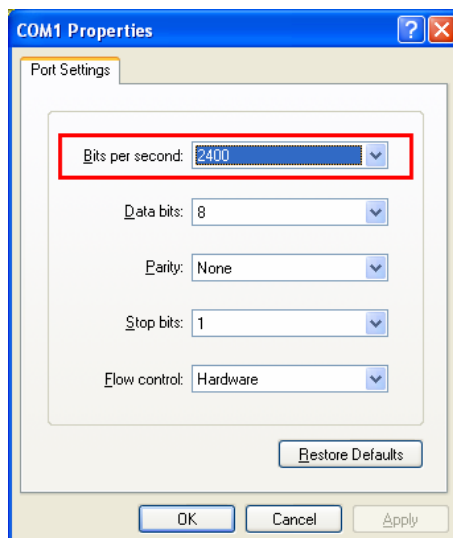 COM1 Properties
Port Settings
Bits per second: 2400
Data bits: 8
Parity: None
Stop bits: 1
Flow control: Hardware
Restore Defaults
OK Cancel Apply